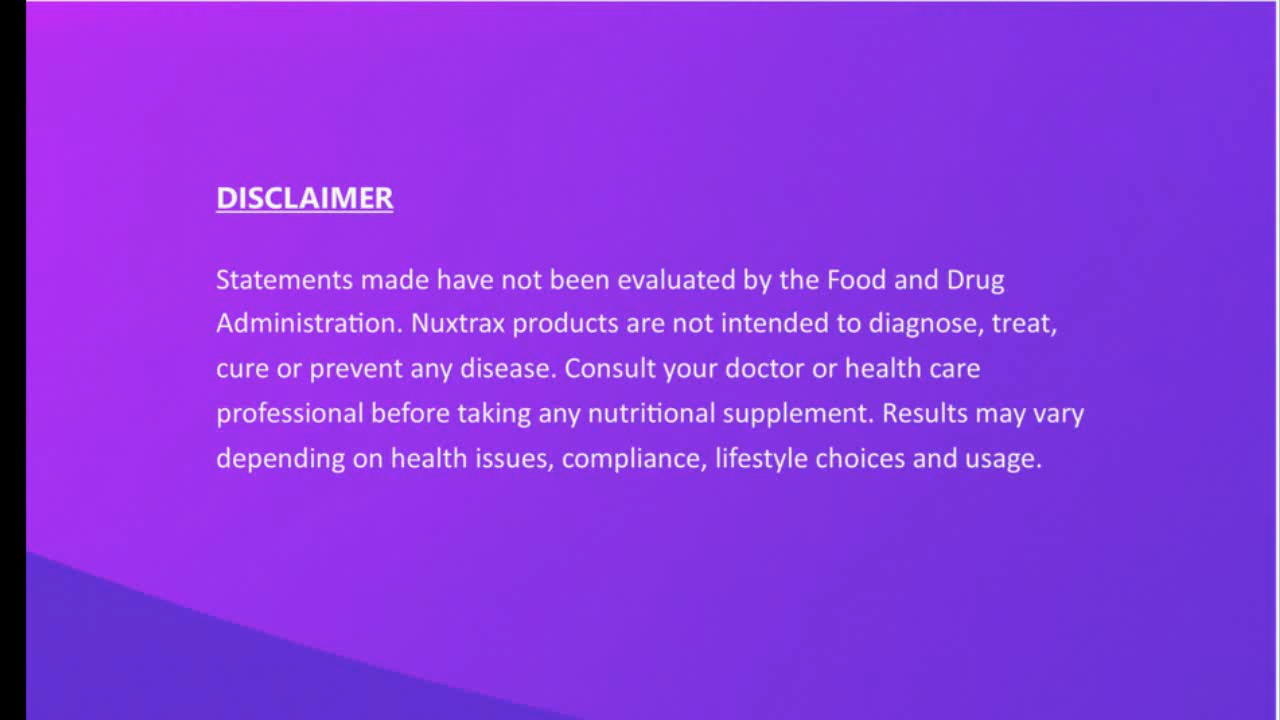 DISCLAIMER
Statements made have not been evaluated by the Food and Drug
Administration. Nuxtrax products are not intended to diagnose, treat,
cure or prevent any disease. Consult your doctor or health care
professional before taking any nutritional supplement. Results may vary
depending on health issues, compliance, lifestyle choices and usage.